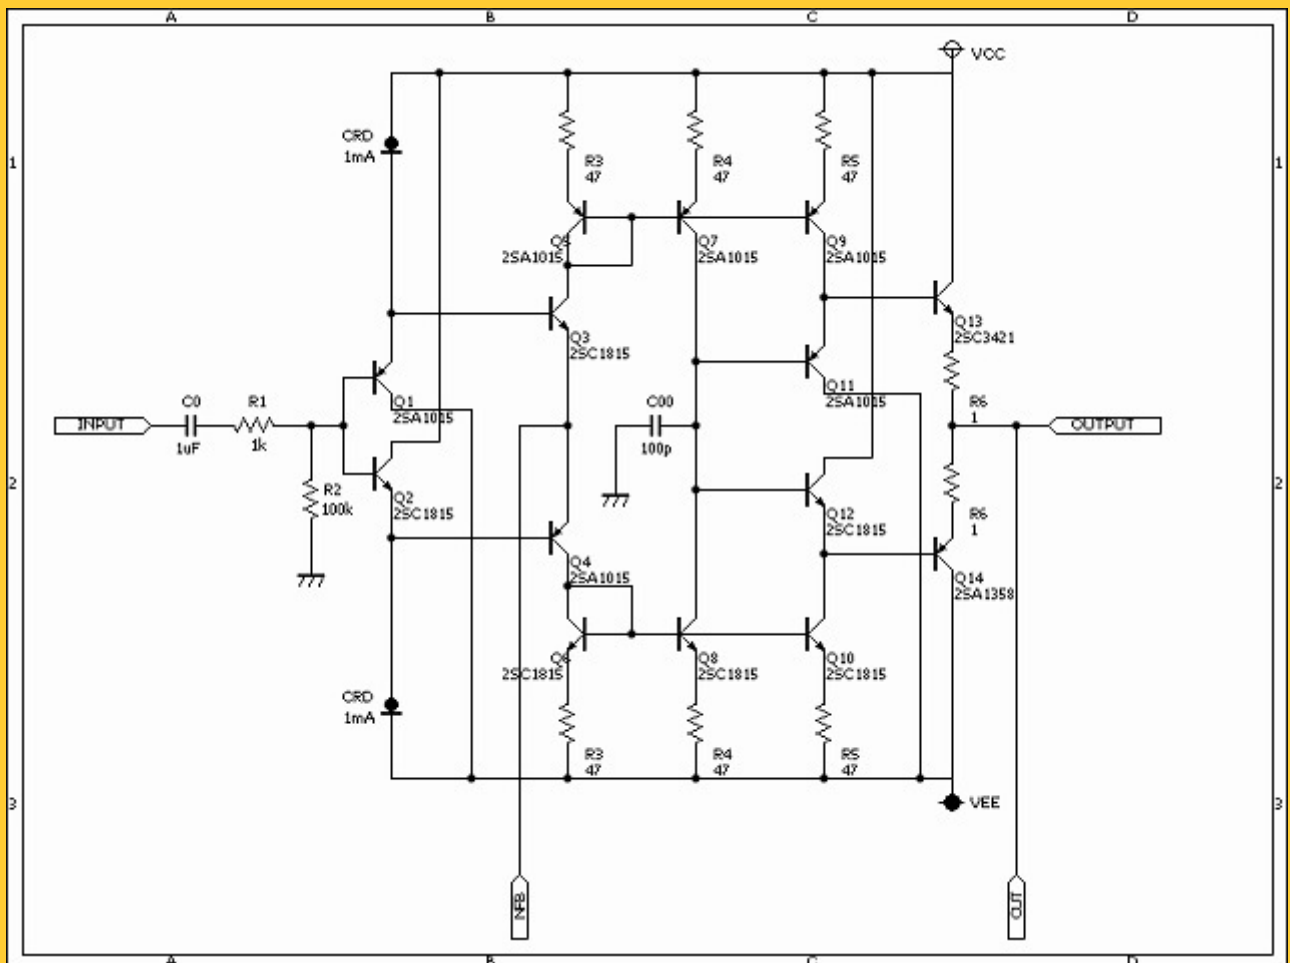 A B C D
VCC
CRD
1mA
1 1
R3 R4 R5
47 47 47
Q7 Q9
2SA1015 2SA1015 2SA1015
Q13
2SC3421
Q3
2SC1815
Q11
2SA1015
C0 R1
Q1
2SA1015
C00
R6
1
INPUT OUTPUT
1uF 1k
100p
2 2
R2
100k
Q2
2SC1815
Q12
2SC1815
R6
1
Q4
2SA1015
Q14
2SA1358
Q8 Q10
2SC1815 2SC1815 2SC1815
CRD
1mA
R3 R4 R5
47 47 47
3 3
VEE
NFB
A B C D